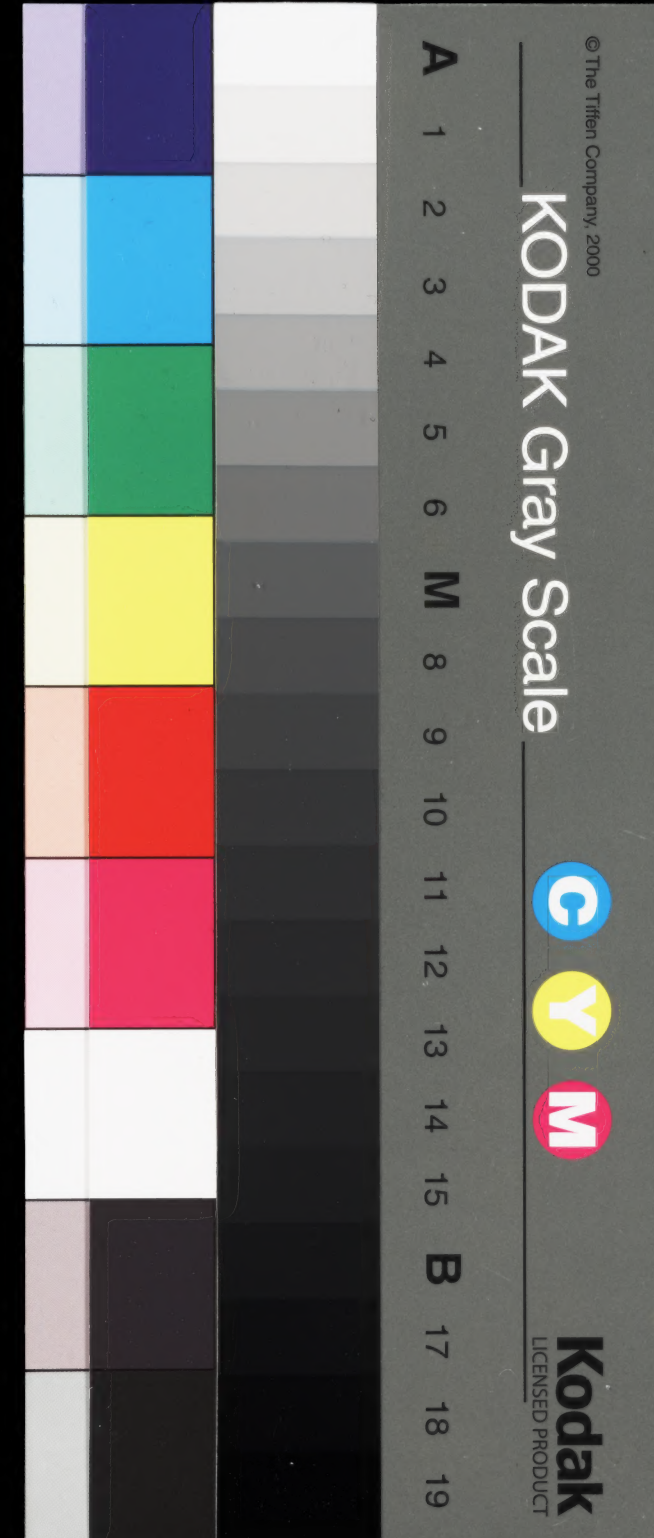 © The Tiffen Company, 2000
KODAK Gray Scale
C Y M
Kodak
LICENSED PRODUCT
A 1 2 3 4 5 6 M 8 9 10 11 12 13 14 15 B 17 18 19